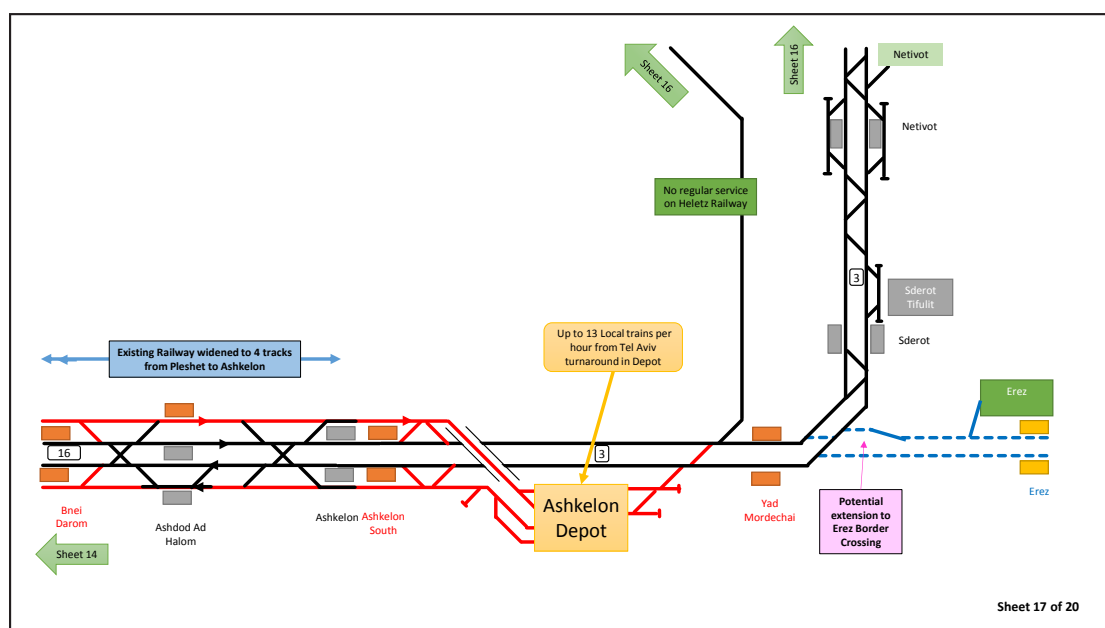 Sheet 16
Sheet 16
Netivot
Netivot
No regular service
on Heletz Railway
3
Sderot
Tifulit
Sderot
Up to 13 Local trains per
hour from Tel Aviv
turnaround in Depot
Existing Railway widened to 4 tracks
from Pleshet to Ashkelon
Erez
16
3
Ashkelon
Depot
Bnei
Darom
Ashdod Ad
Halom
Ashkelon
Ashkelon
South
Yad
Mordechai
Potential
extension to
Erez Border
Crossing
Erez
Sheet 14
Sheet 17 of 20